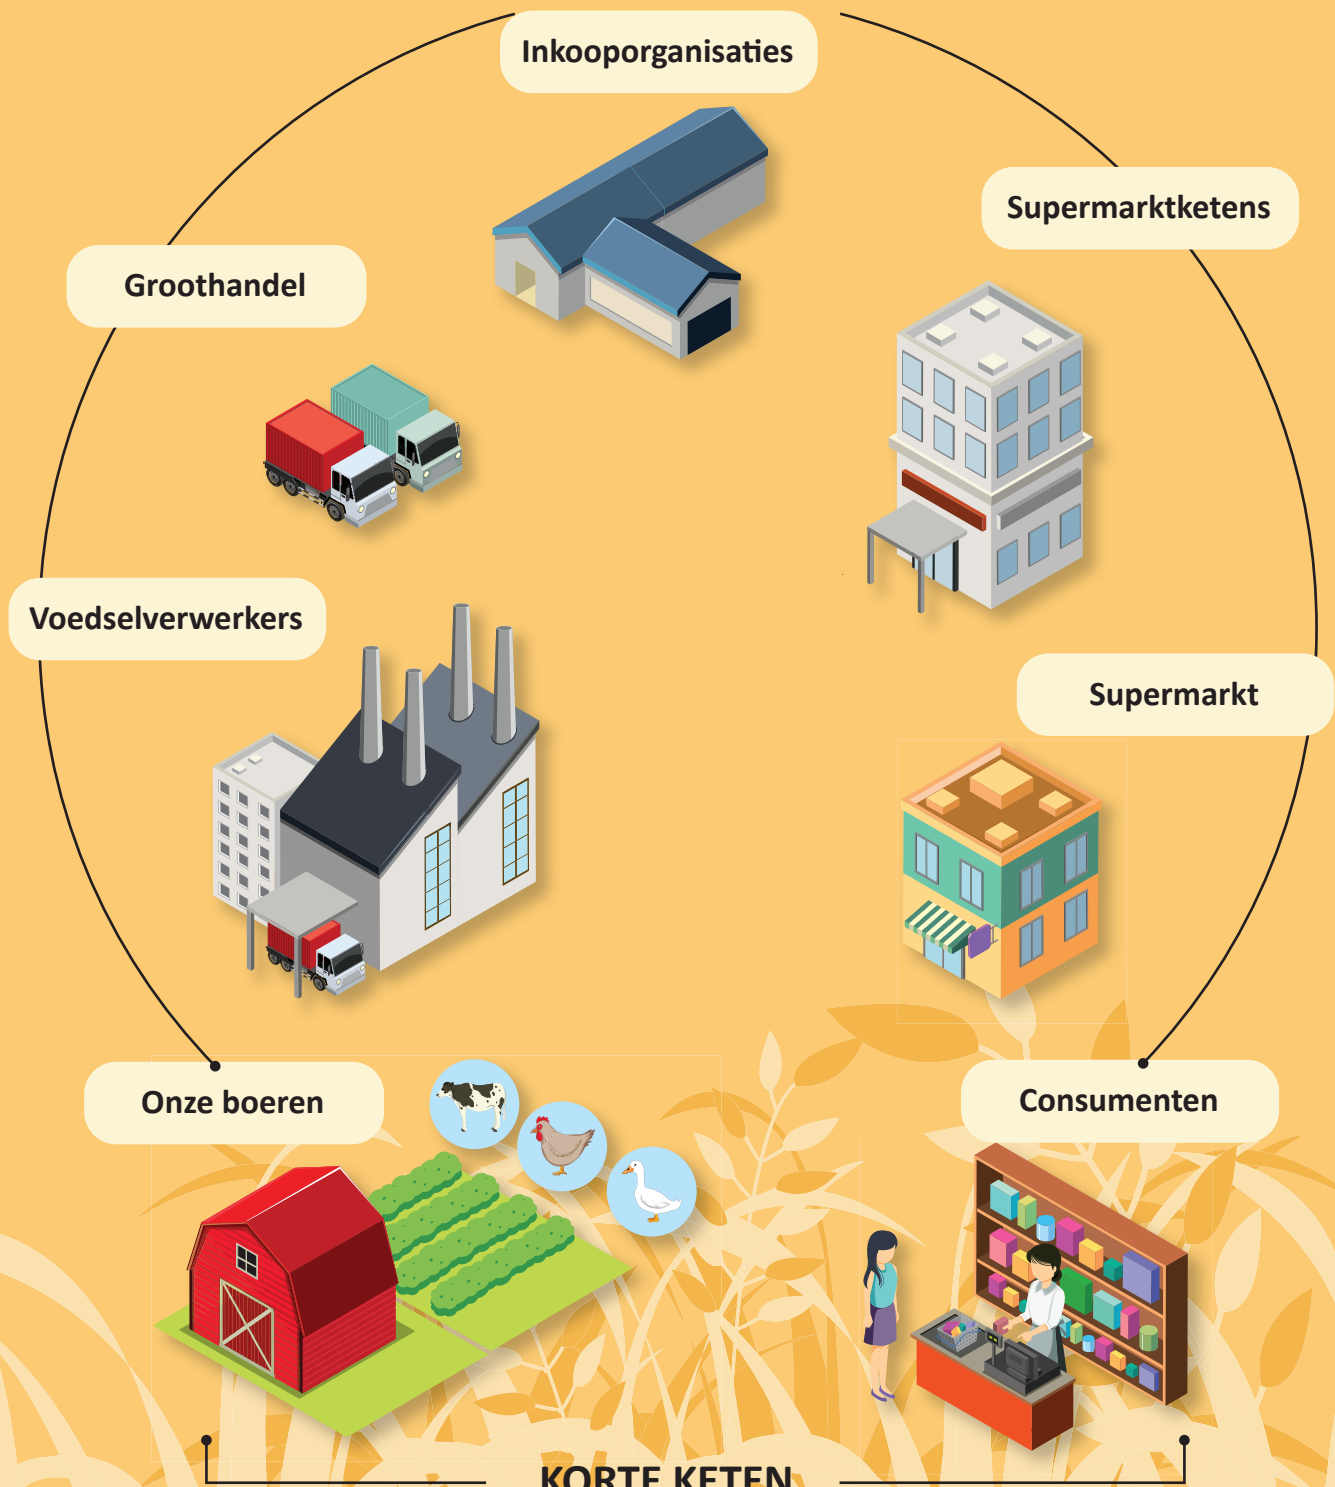 Inkooporganisaties
Supermarktketens
Groothandel
Voedselverwerkers
Supermarkt
Onze boeren
Consumenten
KORTE KETEN